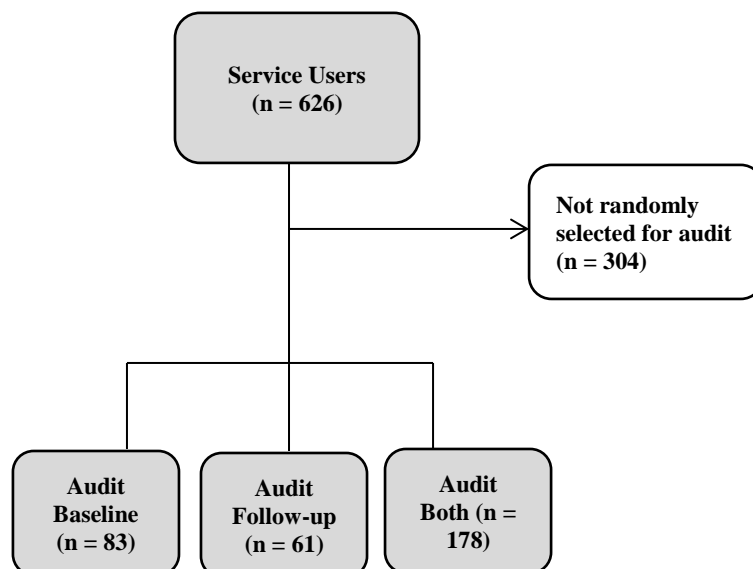 Service Users
(n = 626)
Not randomly
selected for audit
(n = 304)
Audit
Baseline
(n = 83)
Audit
Follow-up
(n = 61)
Audit
Both (n =
178)